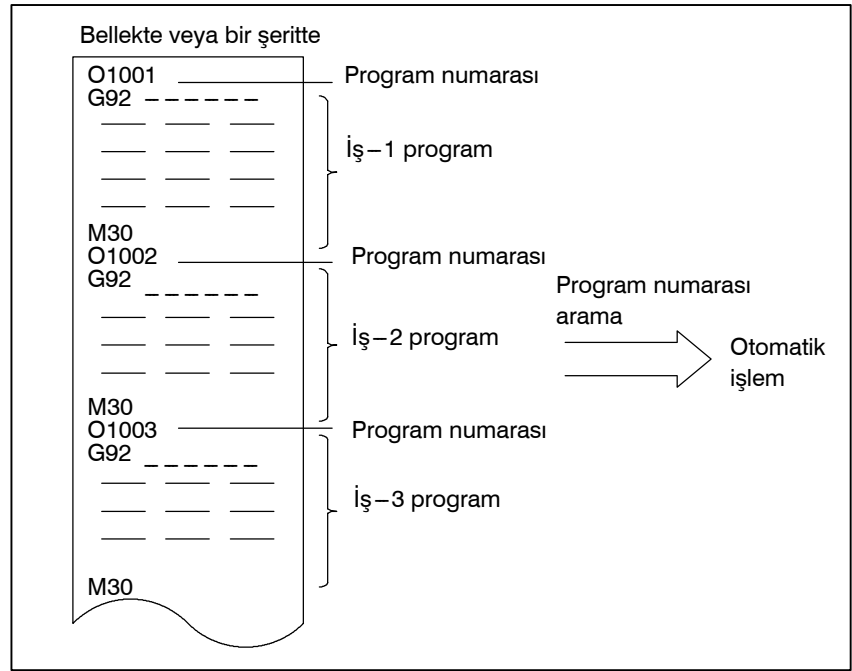 Bellekte veya bir şeritte
O1001 Program numarası
G92
İş−1 program
M30
O1002 Program numarası
G92
İş−2 program
M30
O1003 Program numarası
G92
İş−3 program
M30
Program numarası
arama
Otomatik
işlem